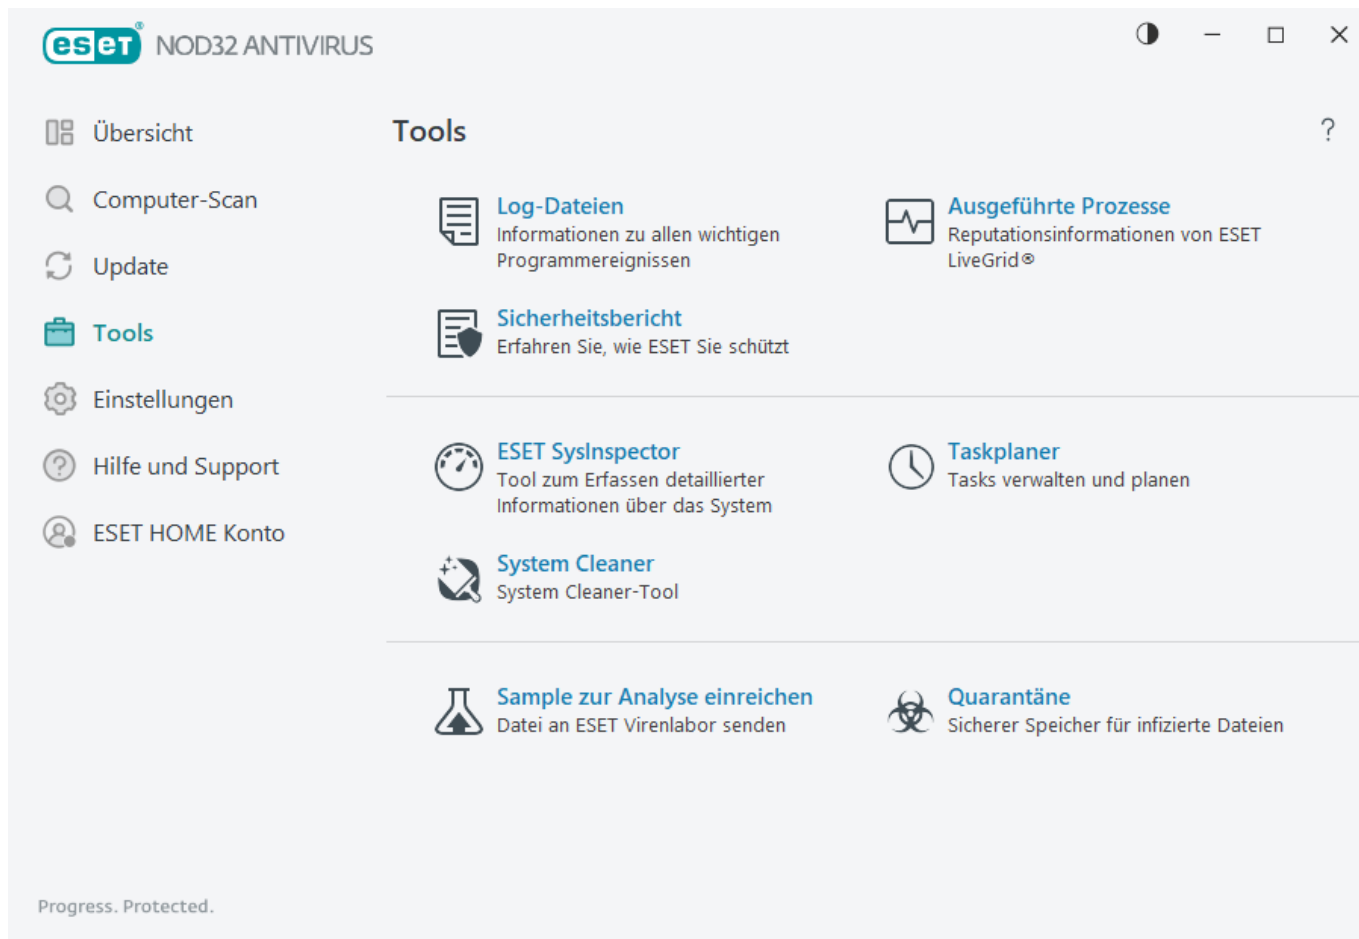 eseT® NOD32 ANTIVIRUS
Übersicht
Computer-Scan
Update
Tools
Einstellungen
Hilfe und Support
ESET HOME Konto
Tools
?
Log-Dateien
Informationen zu allen wichtigen
Programmereignissen
Ausgeführte Prozesse
Reputationsinformationen von ESET
LiveGrid®
Sicherheitsbericht
Erfahren Sie, wie ESET Sie schützt
ESET SysInspector
Tool zum Erfassen detaillierter
Informationen über das System
Taskplaner
Tasks verwalten und planen
System Cleaner
System Cleaner-Tool
Sample zur Analyse einreichen
Datei an ESET Virenlabor senden
Quarantäne
Sicherer Speicher für infizierte Dateien
Progress. Protected.